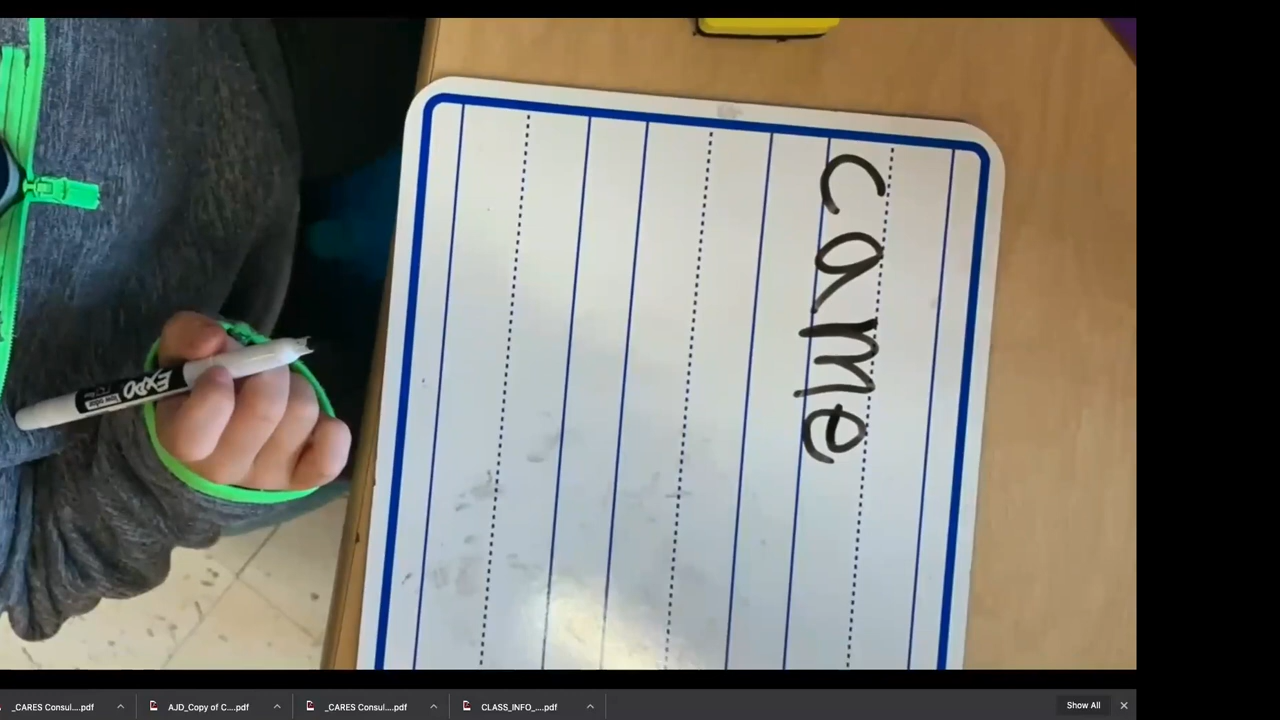 came
EXPO
_CARES Consul....pdf
AJD_Copy of C....pdf
_CARES Consul....pdf
CLASS_INFO_....pdf
Show All